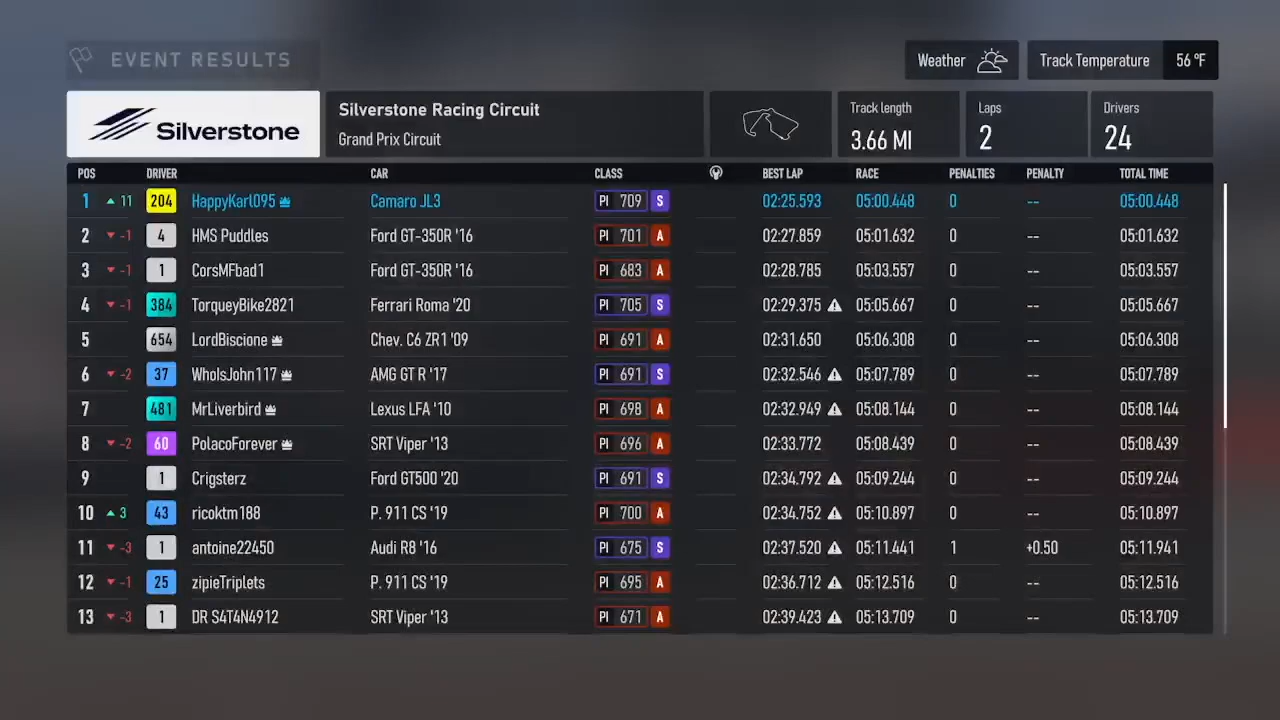 EVENT RESULTS
Weather
Track Temperature 56 °F
Silverstone
Silverstone Racing Circuit
Grand Prix Circuit
Track length
3.66 MI
Laps
2
Drivers
24
POS DRIVER CAR CLASS BEST LAP RACE PENALTIES PENALTY TOTAL TIME
1 11 204 HappyKarl095 Camaro JL3 PI 709 S 02:25.593 05:00.448 0 -- 05:00.448
2 -1 4 HMS Puddles Ford GT-350R '16 PI 701 A 02:27.859 05:01.632 0 -- 05:01.632
3 -1 1 CorsMFbad1 Ford GT-350R '16 PI 683 A 02:28.785 05:03.557 0 -- 05:03.557
4 -1 384 TorqueyBike2821 Ferrari Roma '20 PI 705 S 02:29.375 05:05.667 0 -- 05:05.667
5 654 LordBiscione Chev. C6 ZR1 '09 PI 691 A 02:31.650 05:06.308 0 -- 05:06.308
6 -2 37 WhoIsJohn117 AMG GT R '17 PI 691 S 02:32.546 05:07.789 0 -- 05:07.789
7 481 MrLiverbird Lexus LFA '10 PI 698 A 02:32.949 05:08.144 0 -- 05:08.144
8 -2 60 PolacoForever SRT Viper '13 PI 696 A 02:33.772 05:08.439 0 -- 05:08.439
9 1 Crigsterz Ford GT500 '20 PI 691 S 02:34.792 05:09.244 0 -- 05:09.244
10 3 43 ricoktm188 P. 911 CS '19 PI 700 A 02:34.752 05:10.897 0 -- 05:10.897
11 -3 1 antoine22450 Audi R8 '16 PI 675 S 02:37.520 05:11.441 1 +0.50 05:11.941
12 -1 25 zipieTriplets P. 911 CS '19 PI 695 A 02:36.712 05:12.516 0 -- 05:12.516
13 -3 1 DR S4T4N4912 SRT Viper '13 PI 671 A 02:39.423 05:13.709 0 -- 05:13.709